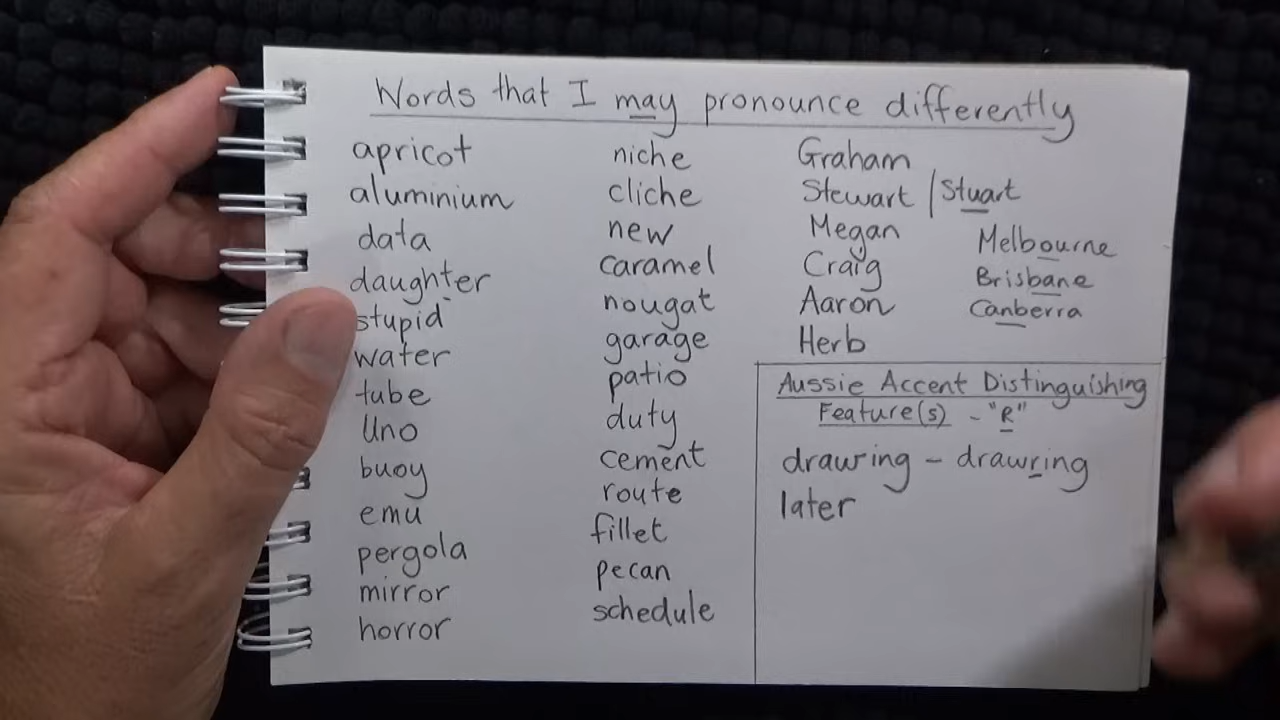 Words that I may pronounce differently
apricot
aluminium
data
daughter
stupid
water
tube
Uno
buoy
emu
pergola
mirror
horror
niche
cliche
new
caramel
nougat
garage
patio
duty
cement
route
fillet
pecan
schedule
Graham
Stewart / Stuart
Megan
Craig
Aaron
Herb
Melbourne
Brisbane
Canberra
Aussie Accent Distinguishing
Feature(s) - "R"
drawing - drawring
later